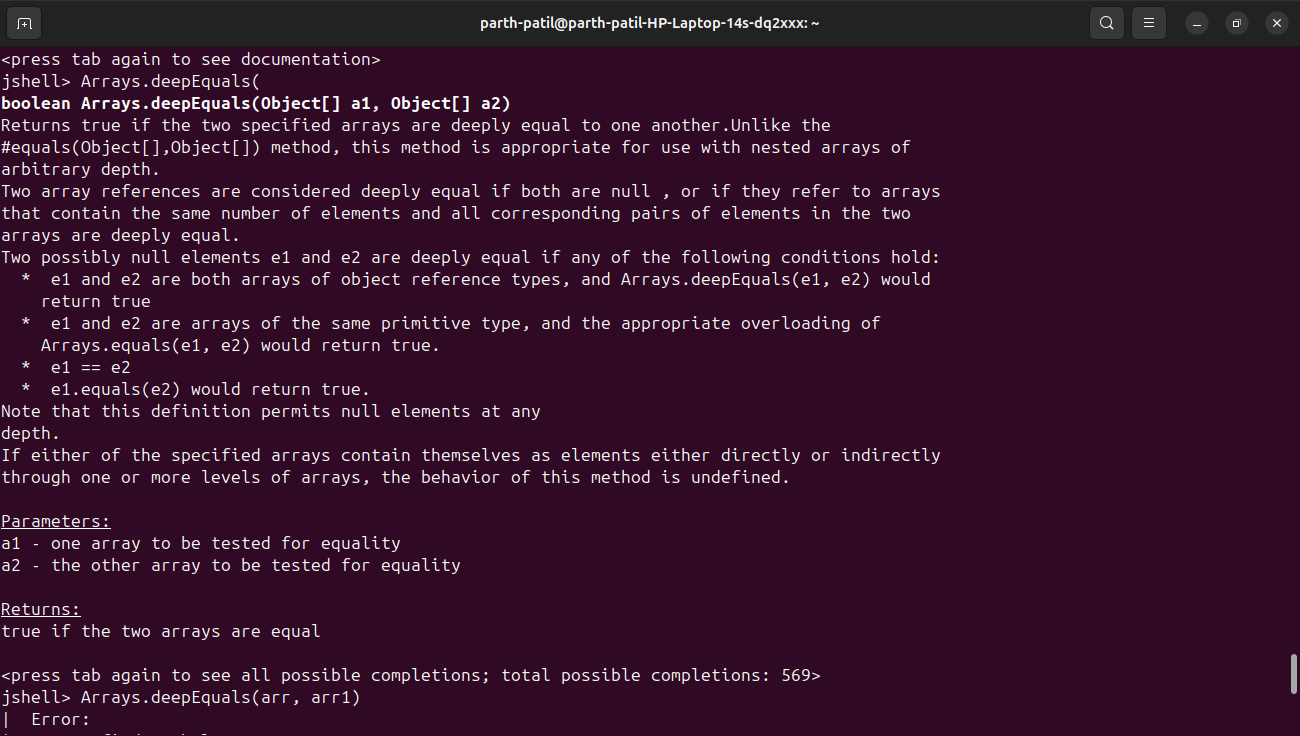 parth-patil@parth-patil-HP-Laptop-14s-dq2xxx: ~
<press tab again to see documentation>
jshell> Arrays.deepEquals(
boolean Arrays.deepEquals(Object[] a1, Object[] a2)
Returns true if the two specified arrays are deeply equal to one another.Unlike the
#equals(Object[],Object[]) method, this method is appropriate for use with nested arrays of
arbitrary depth.
Two array references are considered deeply equal if both are null , or if they refer to arrays
that contain the same number of elements and all corresponding pairs of elements in the two
arrays are deeply equal.
Two possibly null elements e1 and e2 are deeply equal if any of the following conditions hold:
  *  e1 and e2 are both arrays of object reference types, and Arrays.deepEquals(e1, e2) would
    return true
  *  e1 and e2 are arrays of the same primitive type, and the appropriate overloading of
    Arrays.equals(e1, e2) would return true.
  *  e1 == e2
  *  e1.equals(e2) would return true.
Note that this definition permits null elements at any
depth.
If either of the specified arrays contain themselves as elements either directly or indirectly
through one or more levels of arrays, the behavior of this method is undefined.
Parameters:
a1 - one array to be tested for equality
a2 - the other array to be tested for equality
Returns:
true if the two arrays are equal
<press tab again to see all possible completions; total possible completions: 569>
jshell> Arrays.deepEquals(arr, arr1)
|  Error: